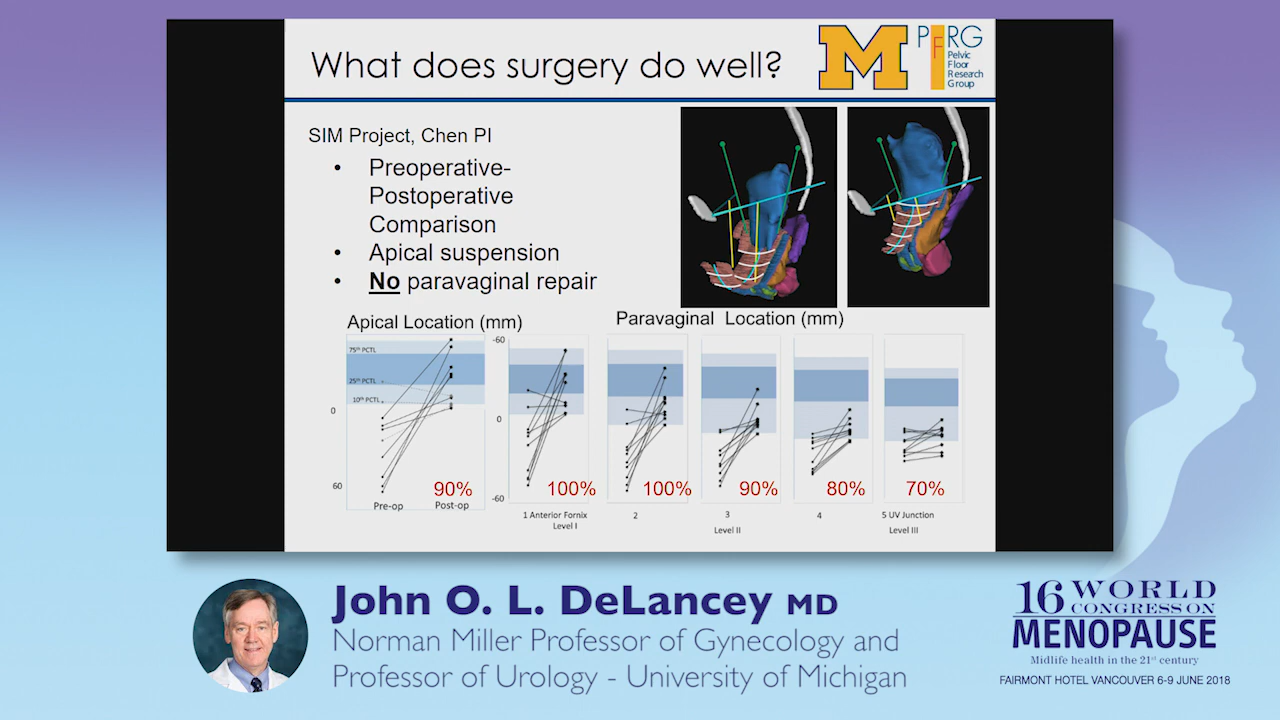 What does surgery do well?
M
PFRG
Pelvic
Floor
Research
Group
SIM Project, Chen PI
• Preoperative-
Postoperative
Comparison
• Apical suspension
• No paravaginal repair
Apical Location (mm)
75th PCTL
25th PCTL
10th PCTL
0
60
90%
Pre-op
Post-op
Paravaginal Location (mm)
-60
0
-60
100%
100%
90%
80%
70%
1 Anterior Fornix
2
3
4
5 UV Junction
Level I
Level II
Level III
John O. L. DeLancey MD
Norman Miller Professor of Gynecology and
Professor of Urology - University of Michigan
16 WORLD
CONGRESS ON
MENOPAUSE
Midlife health in the 21st century
FAIRMONT HOTEL VANCOUVER 6-9 JUNE 2018